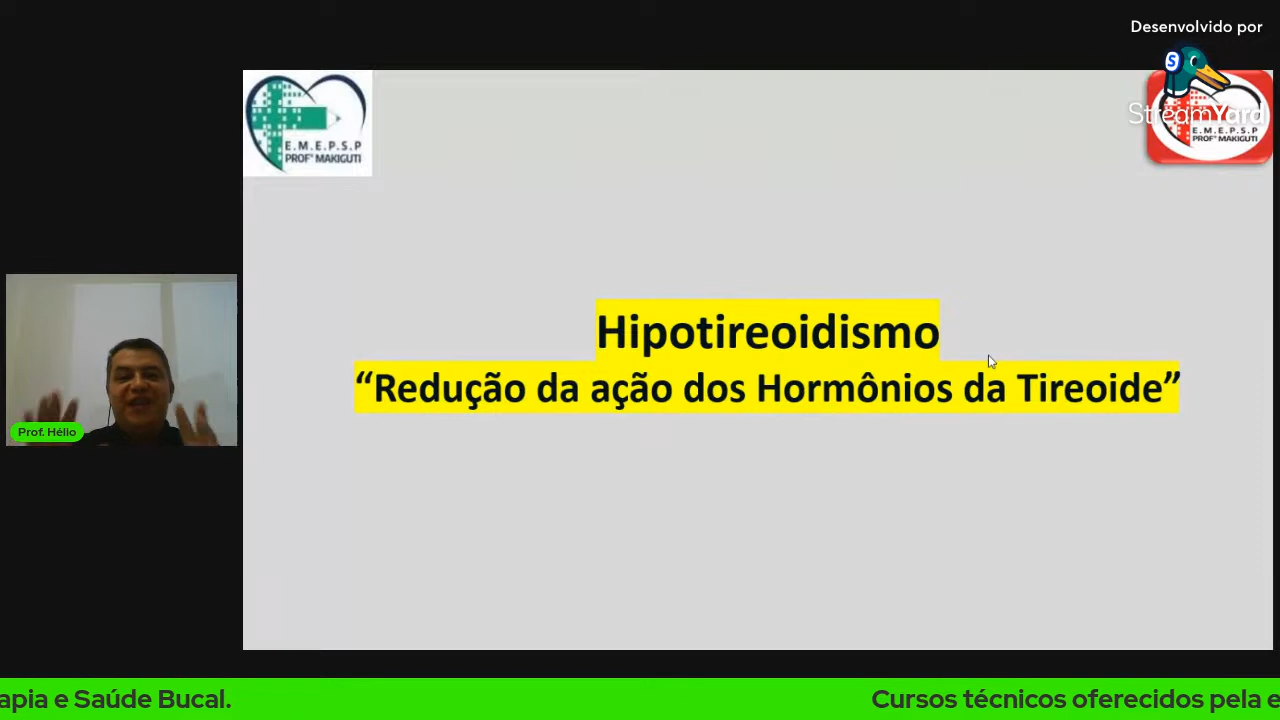 Desenvolvido por
S
StreamYard
E.M.E.P.S.P
PROFº MAKIGUTI
E.M.E.P.S.P
PROFº MAKIGUTI
Hipotireoidismo
“Redução da ação dos Hormônios da Tireoide”
Prof. Hélio
apia e Saúde Bucal.
Cursos técnicos oferecidos pela e